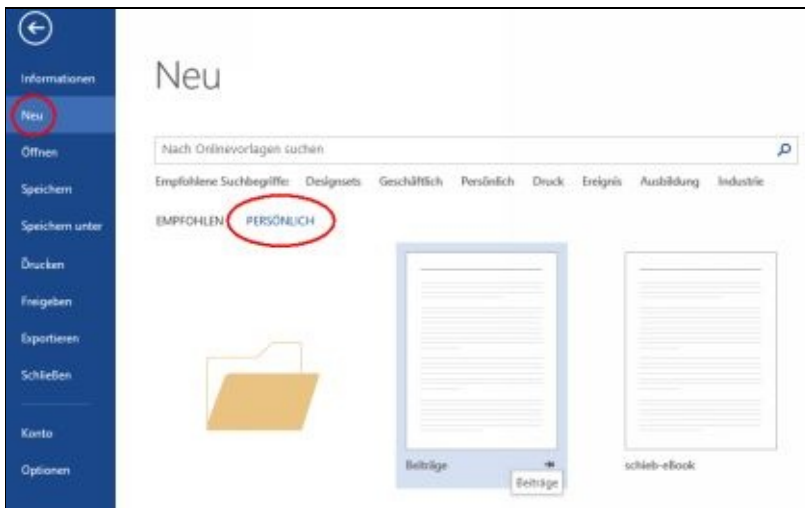 Informationen
Neu
Öffnen
Speichern
Speichern unter
Drucken
Freigeben
Exportieren
Schließen
Konto
Optionen
Neu
Nach Onlinevorlagen suchen
Empfohlene Suchbegriffe: Designsets Geschäftlich Persönlich Druck Ereignis Ausbildung Industrie
EMPFOHLEN PERSÖNLICH
Beiträge
schieb-eBook
Beiträge